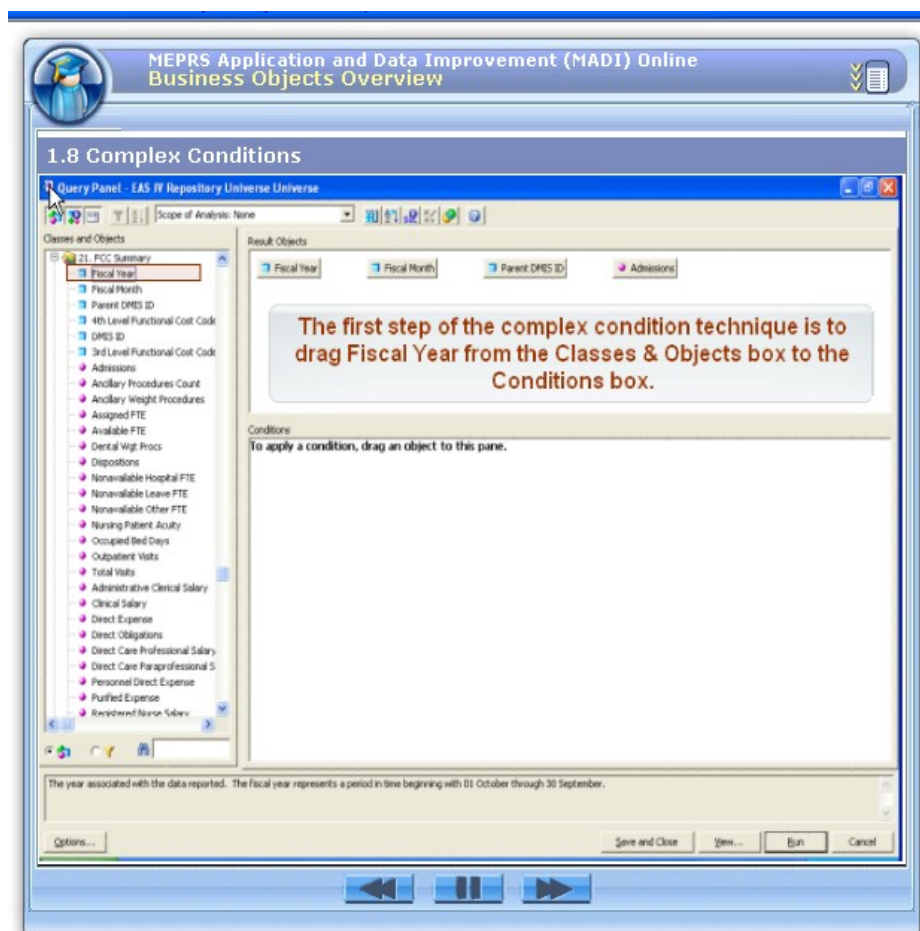 MEPRS Application and Data Improvement (MADI) Online
Business Objects Overview
1.8 Complex Conditions
Query Panel - EAS IV Repository Universe Universe
Scope of Analysis: None
Classes and Objects
21. FCC Summary
Fiscal Year
Fiscal Month
Parent DMIS ID
4th Level Functional Cost Code
DMIS ID
3rd Level Functional Cost Code
Admissions
Ancillary Procedures Count
Ancillary Weight Procedures
Assigned FTE
Available FTE
Dental Wgt Procs
Dispositions
Nonavailable Hospital FTE
Nonavailable Leave FTE
Nonavailable Other FTE
Nursing Patient Acuity
Occupied Bed Days
Outpatient Visits
Total Visits
Administrative Clerical Salary
Clinical Salary
Direct Expense
Direct Obligations
Direct Care Professional Salary
Direct Care Paraprofessional S
Personnel Direct Expense
Purified Expense
Registered Nurse Salary
Result Objects
Fiscal Year Fiscal Month Parent DMIS ID Admissions
The first step of the complex condition technique is to
drag Fiscal Year from the Classes & Objects box to the
Conditions box.
Conditions
To apply a condition, drag an object to this pane.
The year associated with the data reported. The fiscal year represents a period in time beginning with 01 October through 30 September.
Options... Save and Close View... Run Cancel